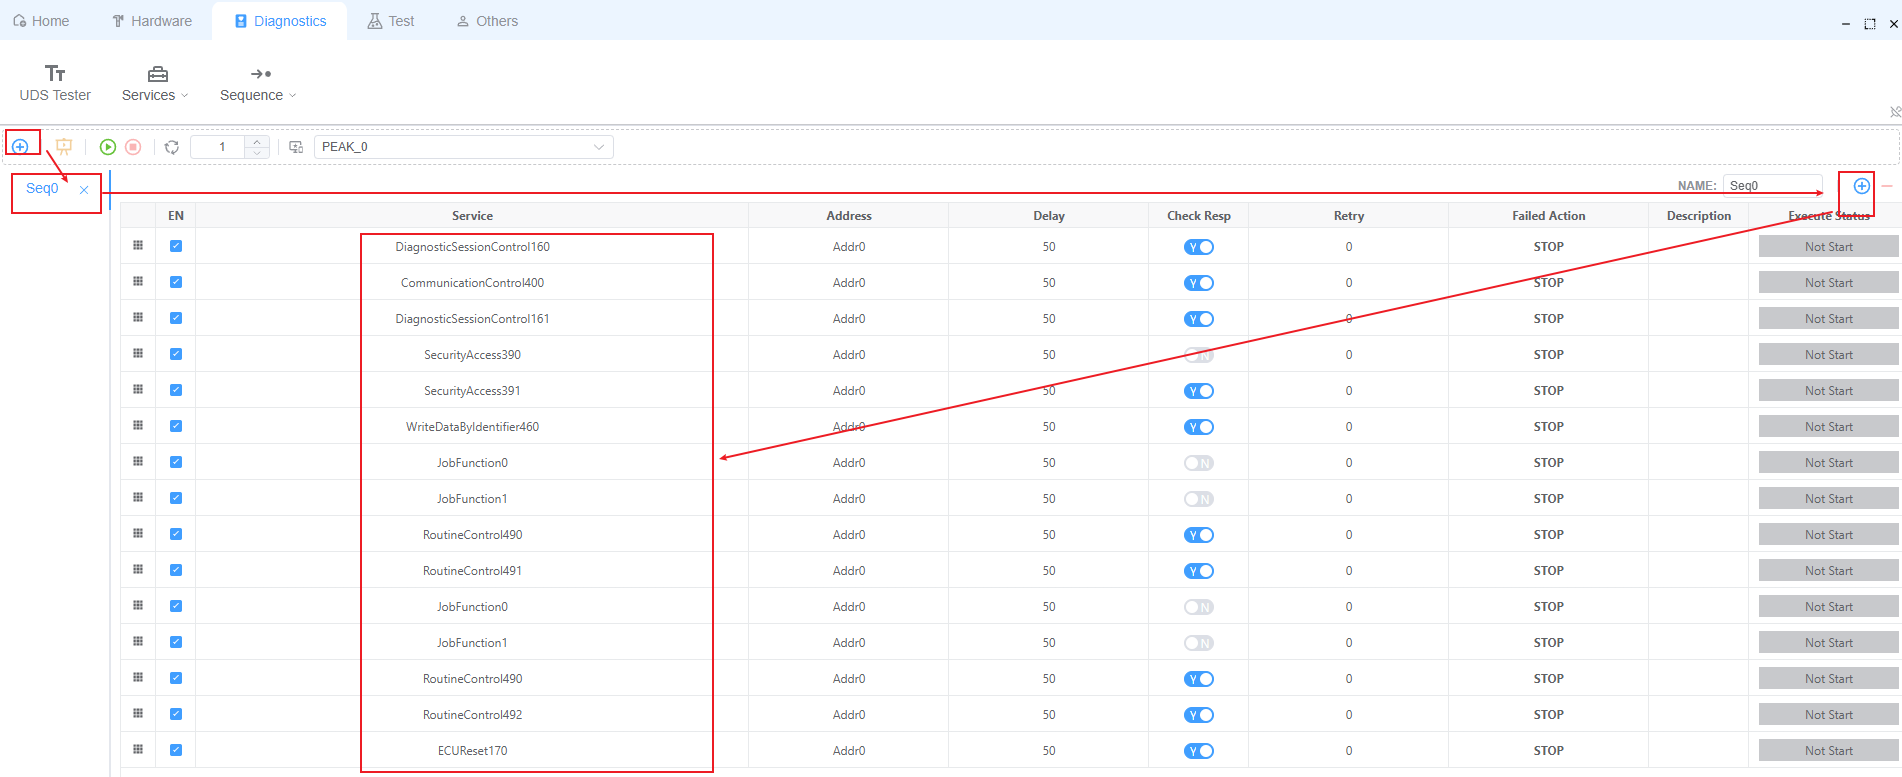 Home Hardware Diagnostics Test Others
UDS Tester Services Sequence
1 PEAK_0
Seq0 NAME: Seq0
EN Service Address Delay Check Resp Retry Failed Action Description Execute Status
DiagnosticSessionControl160 Addr0 50 Y 0 STOP Not Start
CommunicationControl400 Addr0 50 Y 0 STOP Not Start
DiagnosticSessionControl161 Addr0 50 Y 0 STOP Not Start
SecurityAccess390 Addr0 50 N 0 STOP Not Start
SecurityAccess391 Addr0 50 Y 0 STOP Not Start
WriteDataByIdentifier460 Addr0 50 Y 0 STOP Not Start
JobFunction0 Addr0 50 N 0 STOP Not Start
JobFunction1 Addr0 50 N 0 STOP Not Start
RoutineControl490 Addr0 50 Y 0 STOP Not Start
RoutineControl491 Addr0 50 Y 0 STOP Not Start
JobFunction0 Addr0 50 N 0 STOP Not Start
JobFunction1 Addr0 50 N 0 STOP Not Start
RoutineControl490 Addr0 50 Y 0 STOP Not Start
RoutineControl492 Addr0 50 Y 0 STOP Not Start
ECUReset170 Addr0 50 Y 0 STOP Not Start